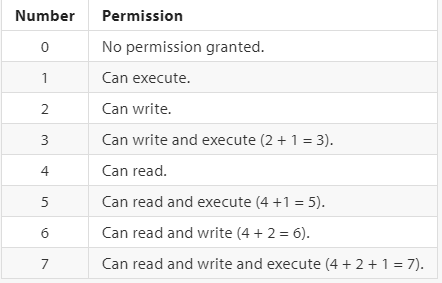 Number Permission
0 No permission granted.
1 Can execute.
2 Can write.
3 Can write and execute (2 + 1 = 3).
4 Can read.
5 Can read and execute (4 +1 = 5).
6 Can read and write (4 + 2 = 6).
7 Can read and write and execute (4 + 2 + 1 = 7).